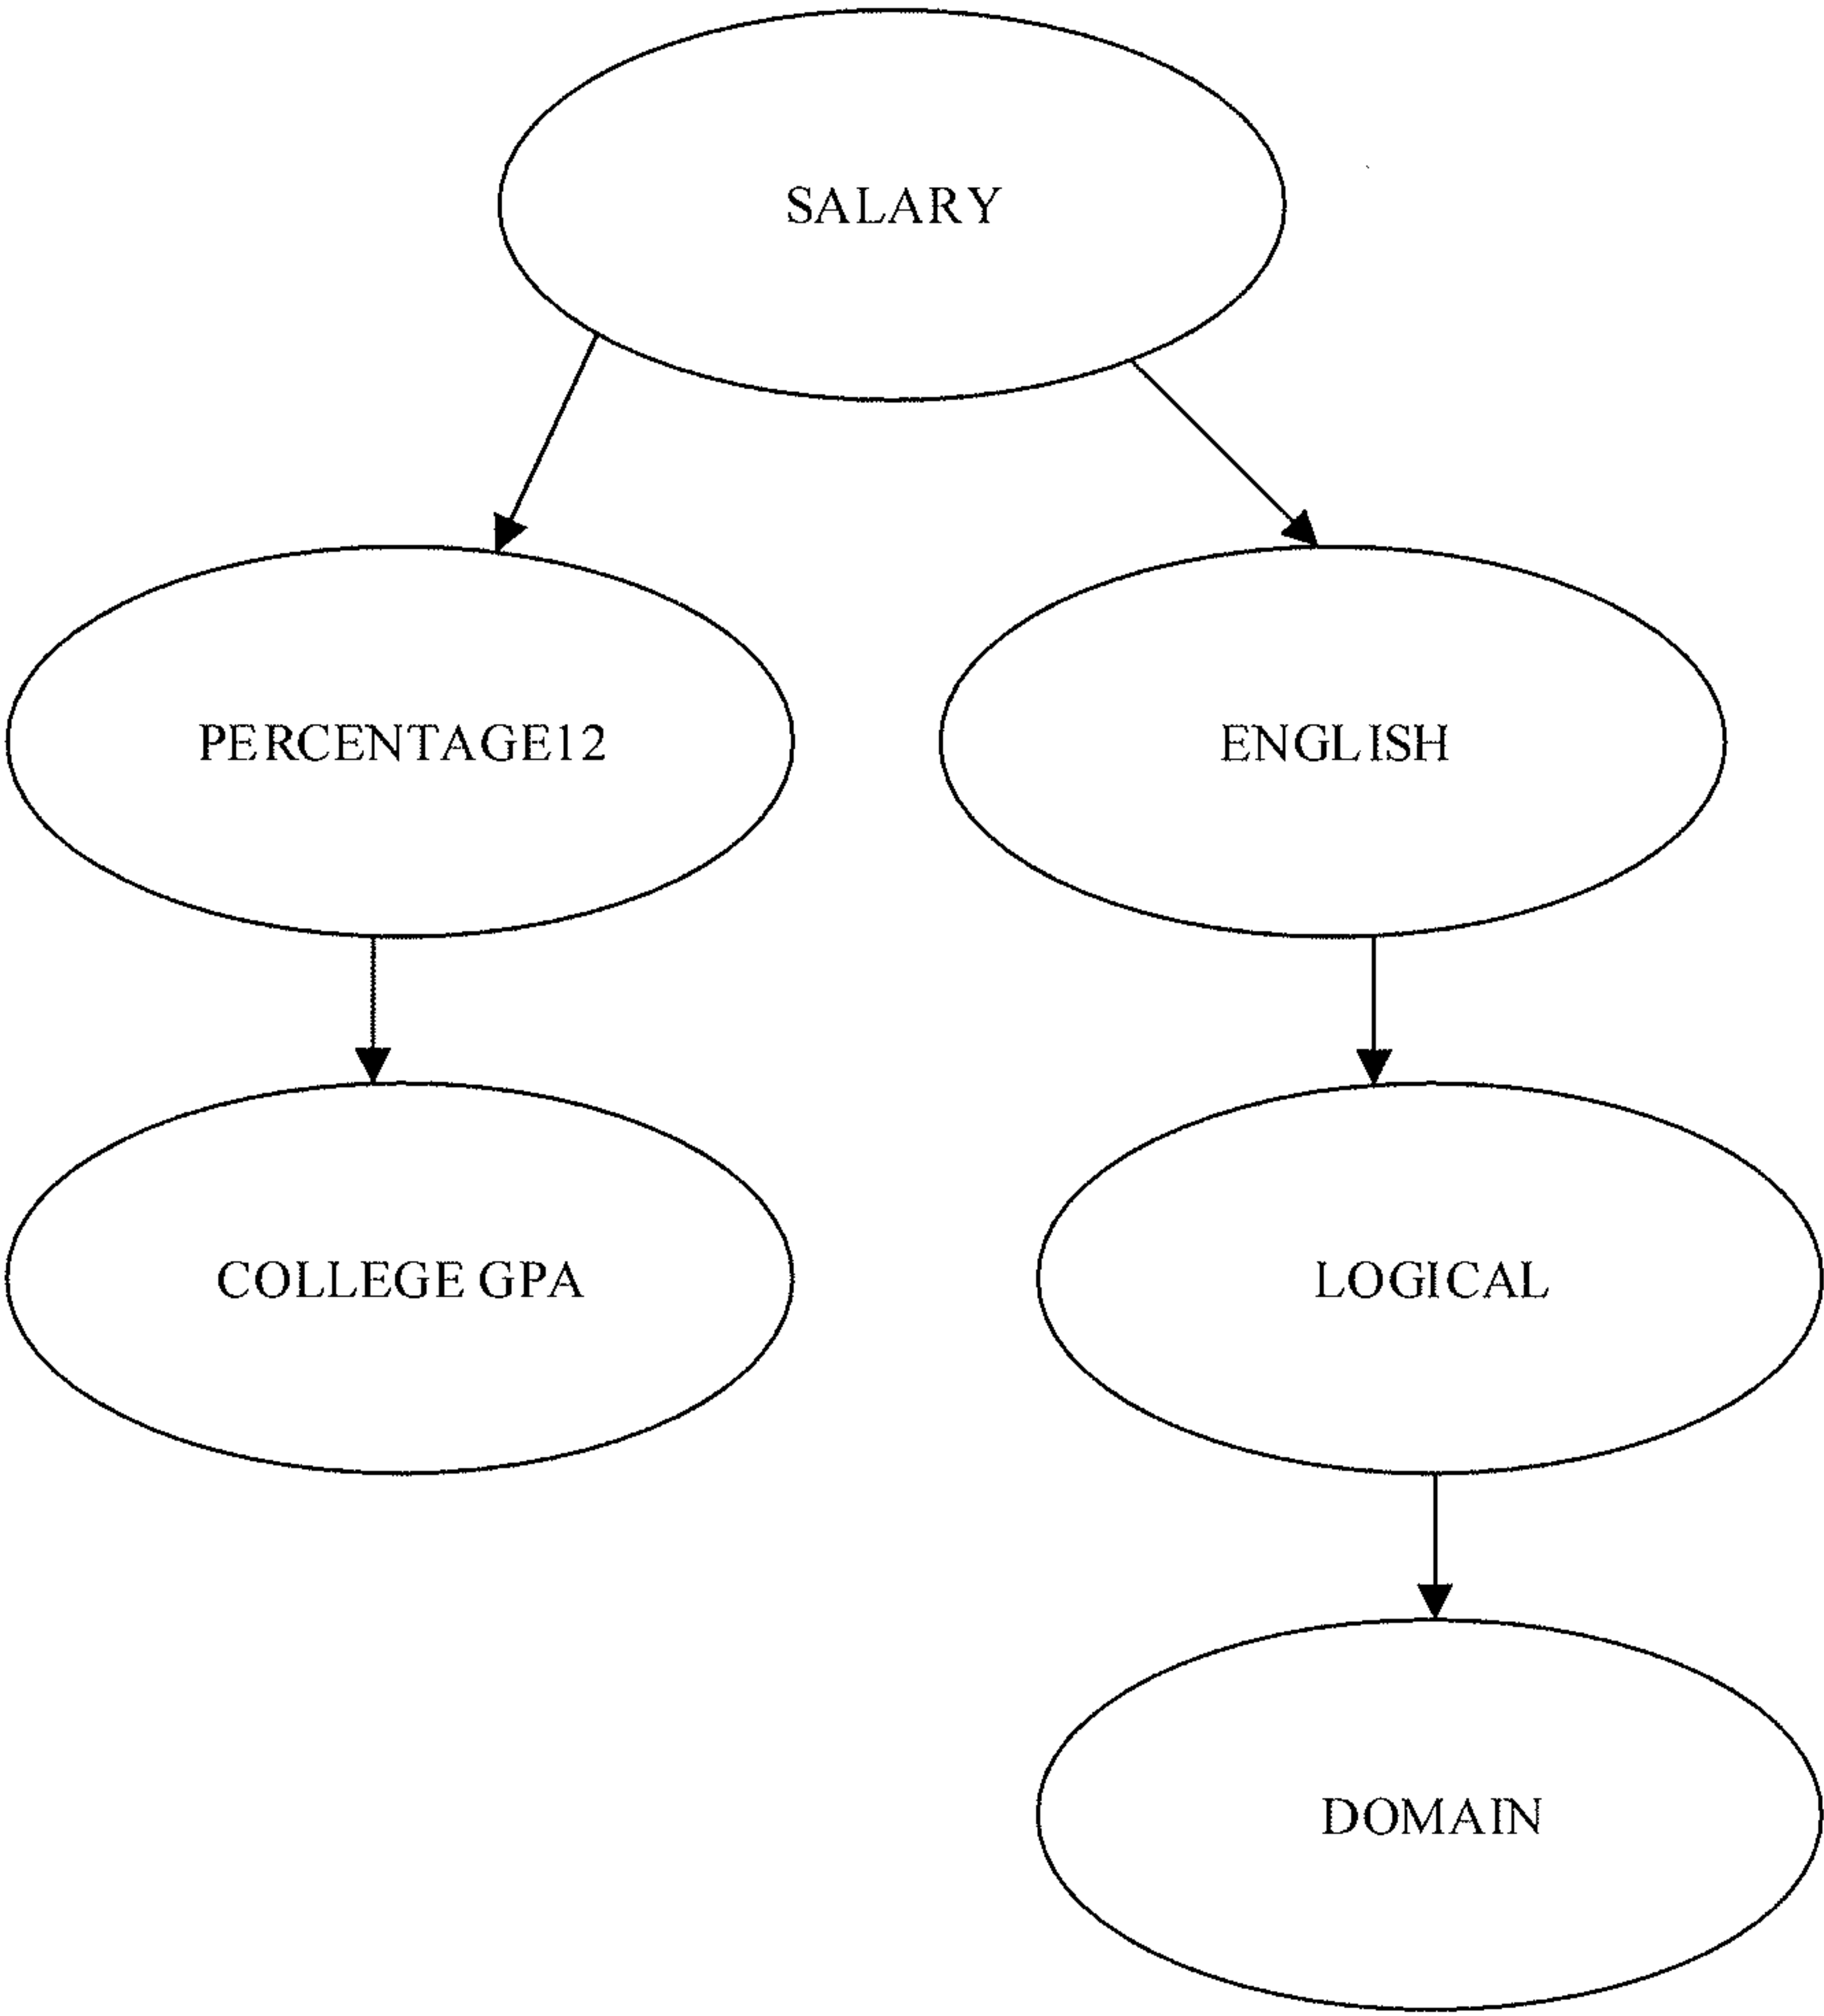 SALARY
PERCENTAGE12
ENGLISH
COLLEGE GPA
LOGICAL
DOMAIN